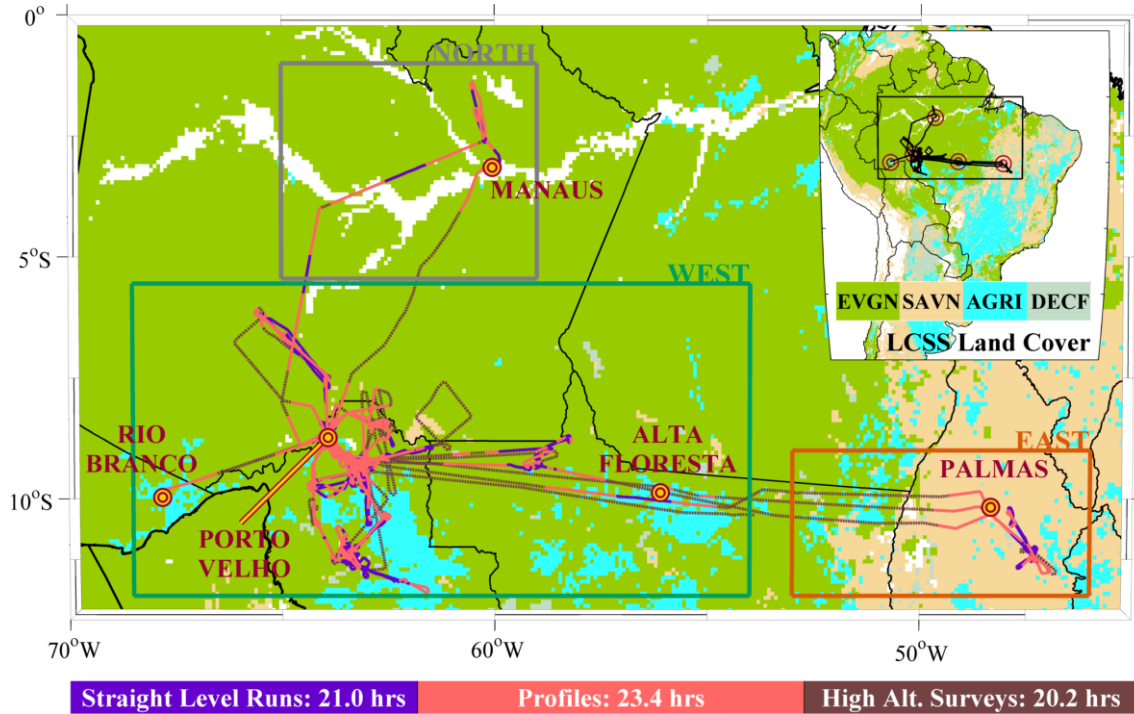 0°
NORTH
MANAUS
EVGN SAVN AGRI DECF
LCSS Land Cover
5°S
WEST
RIO
BRANCO
ALTA
FLORESTA
EAST
PALMAS
10°S
PORTO
VELHO
70°W
60°W
50°W
Straight Level Runs: 21.0 hrs
Profiles: 23.4 hrs
High Alt. Surveys: 20.2 hrs